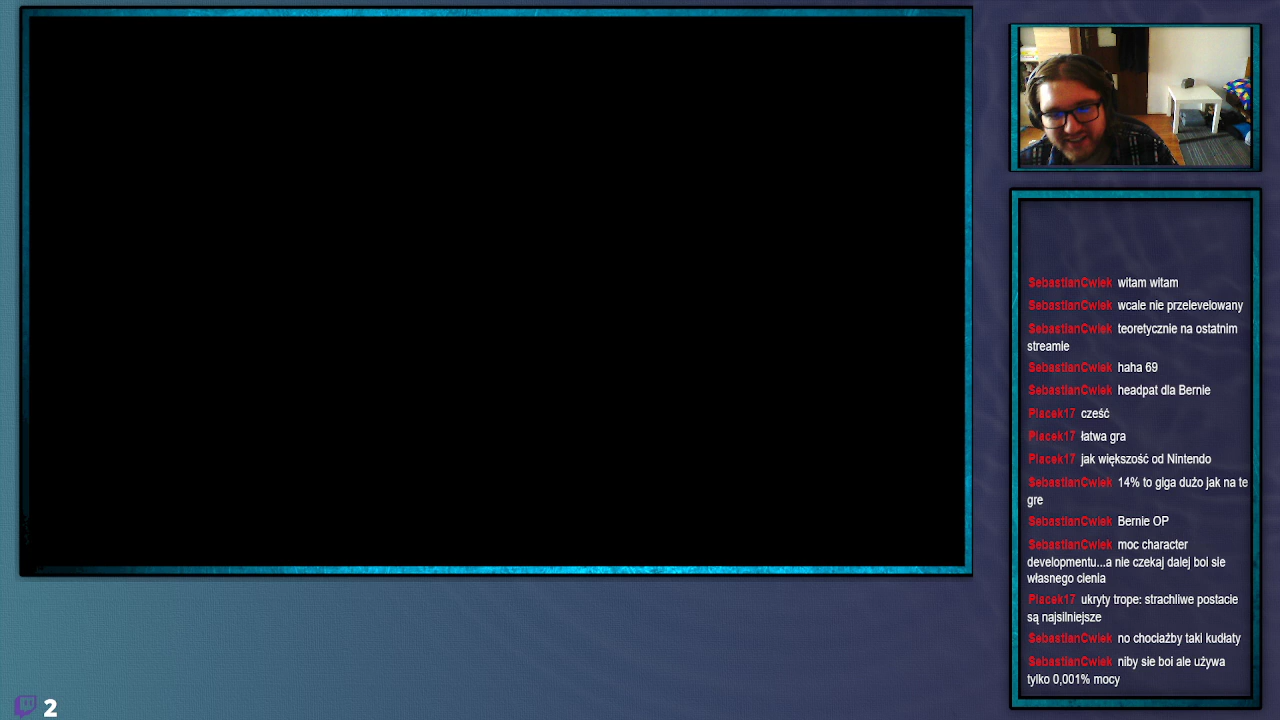 SebastianCwiek witam witam
SebastianCwiek wcale nie przelevelowany
SebastianCwiek teoretycznie na ostatnim
streamie
SebastianCwiek haha 69
SebastianCwiek headpat dla Bernie
Placek17 cześć
Placek17 łatwa gra
Placek17 jak większość od Nintendo
SebastianCwiek 14% to giga dużo jak na te
gre
SebastianCwiek Bernie OP
SebastianCwiek moc character
developmentu...a nie czekaj dalej boi sie
własnego cienia
Placek17 ukryty trope: strachliwe postacie
są najsilniejsze
SebastianCwiek no chociażby taki kudłaty
SebastianCwiek niby sie boi ale używa
tylko 0,001% mocy
2